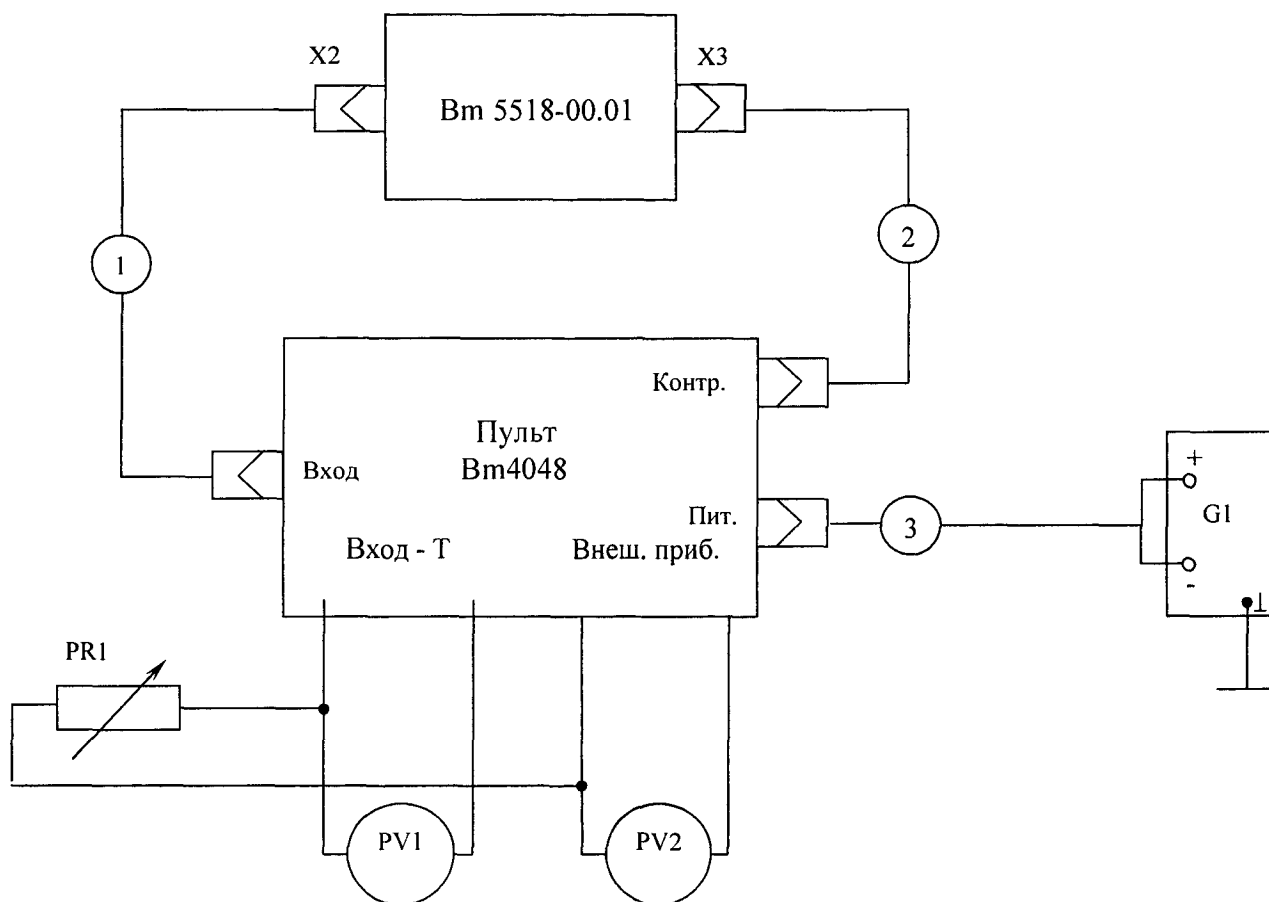 X2
X3
Bm 5518-00.01
1
2
Контр.
Пульт
Bm4048
Вход
Пит.
3
+
G1
-
Вход - Т
Внеш. приб.
PR1
PV1
PV2